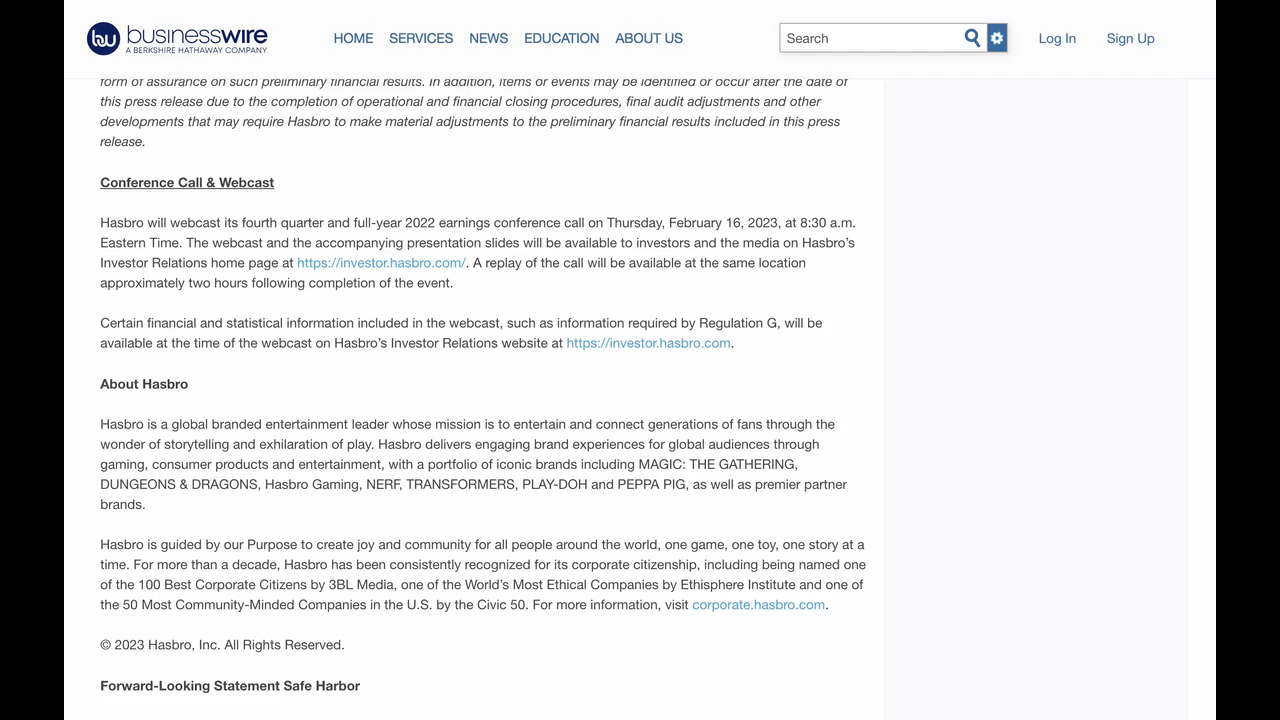 businesswire
A BERKSHIRE HATHAWAY COMPANY
HOME SERVICES NEWS EDUCATION ABOUT US
Search
Log In Sign Up
form of assurance on such preliminary financial results. In addition, items or events may be identified or occur after the date of
this press release due to the completion of operational and financial closing procedures, final audit adjustments and other
developments that may require Hasbro to make material adjustments to the preliminary financial results included in this press
release.
Conference Call & Webcast
Hasbro will webcast its fourth quarter and full-year 2022 earnings conference call on Thursday, February 16, 2023, at 8:30 a.m.
Eastern Time. The webcast and the accompanying presentation slides will be available to investors and the media on Hasbro’s
Investor Relations home page at https://investor.hasbro.com/. A replay of the call will be available at the same location
approximately two hours following completion of the event.
Certain financial and statistical information included in the webcast, such as information required by Regulation G, will be
available at the time of the webcast on Hasbro’s Investor Relations website at https://investor.hasbro.com.
About Hasbro
Hasbro is a global branded entertainment leader whose mission is to entertain and connect generations of fans through the
wonder of storytelling and exhilaration of play. Hasbro delivers engaging brand experiences for global audiences through
gaming, consumer products and entertainment, with a portfolio of iconic brands including MAGIC: THE GATHERING,
DUNGEONS & DRAGONS, Hasbro Gaming, NERF, TRANSFORMERS, PLAY-DOH and PEPPA PIG, as well as premier partner
brands.
Hasbro is guided by our Purpose to create joy and community for all people around the world, one game, one toy, one story at a
time. For more than a decade, Hasbro has been consistently recognized for its corporate citizenship, including being named one
of the 100 Best Corporate Citizens by 3BL Media, one of the World’s Most Ethical Companies by Ethisphere Institute and one of
the 50 Most Community-Minded Companies in the U.S. by the Civic 50. For more information, visit corporate.hasbro.com.
© 2023 Hasbro, Inc. All Rights Reserved.
Forward-Looking Statement Safe Harbor